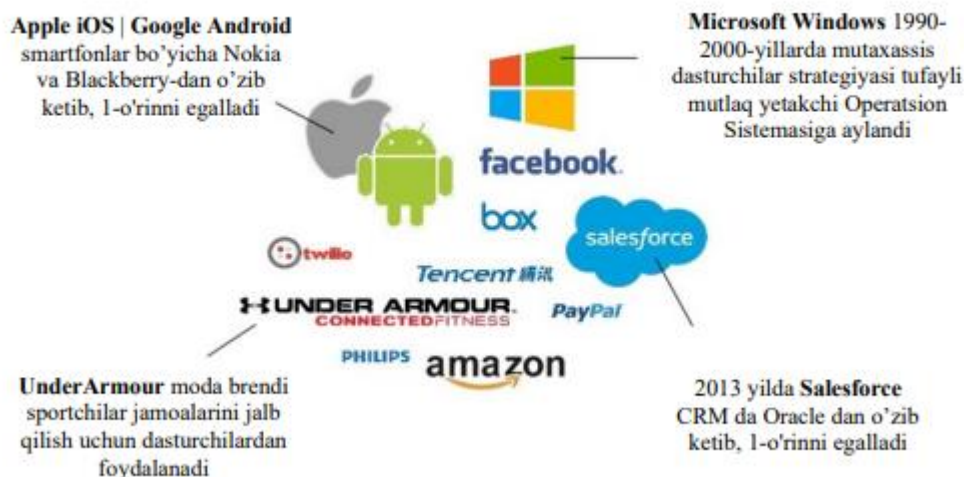 Apple iOS | Google Android
smartfonlar bo’yicha Nokia
va Blackberry-dan o’zib
ketib, 1-o'rinni egalladi
Microsoft Windows 1990-
2000-yillarda mutaxassis
dasturchilar strategiyasi tufayli
mutlaq yetakchi Operatsion
Sistemasiga aylandi
facebook.
box
salesforce
twilio
Tencent 腾讯
UNDER ARMOUR.
CONNECTEDFITNESS
PayPal
PHILIPS
amazon
UnderArmour moda brendi
sportchilar jamoalarini jalb
qilish uchun dasturchilardan
foydalanadi
2013 yilda Salesforce
CRM da Oracle dan o’zib
ketib, 1-o'rinni egalladi